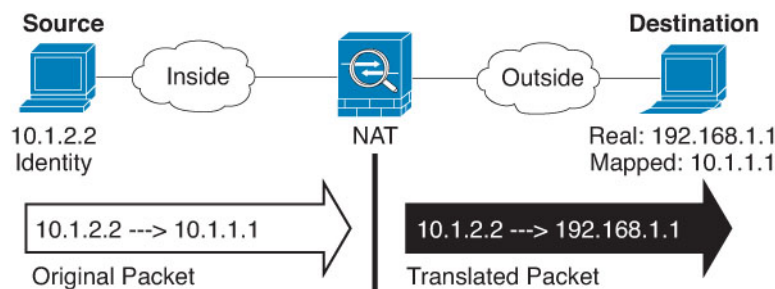 Source
Destination
Inside
Outside
10.1.2.2
Identity
NAT
Real: 192.168.1.1
Mapped: 10.1.1.1
10.1.2.2 ---> 10.1.1.1
10.1.2.2 ---> 192.168.1.1
Original Packet
Translated Packet